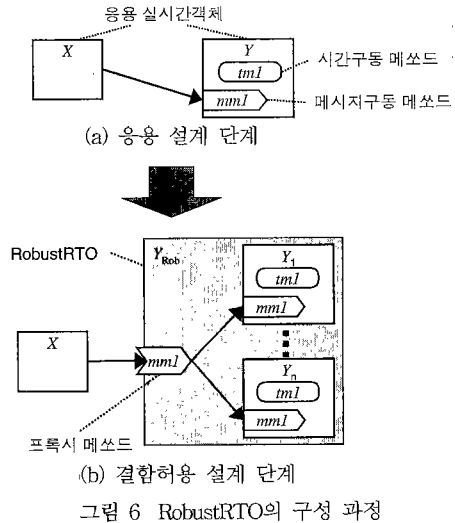 응용 실시간객체
X
Y
tm1
시간구동 메쏘드
mm1
메시지구동 메쏘드
(a) 응용 설계 단계
RobustRTO
Y_Rob
Y_1
tm1
mm1
X
mm1
Y_n
tm1
mm1
프록시 메쏘드
(b) 결함허용 설계 단계
그림 6 RobustRTO의 구성 과정